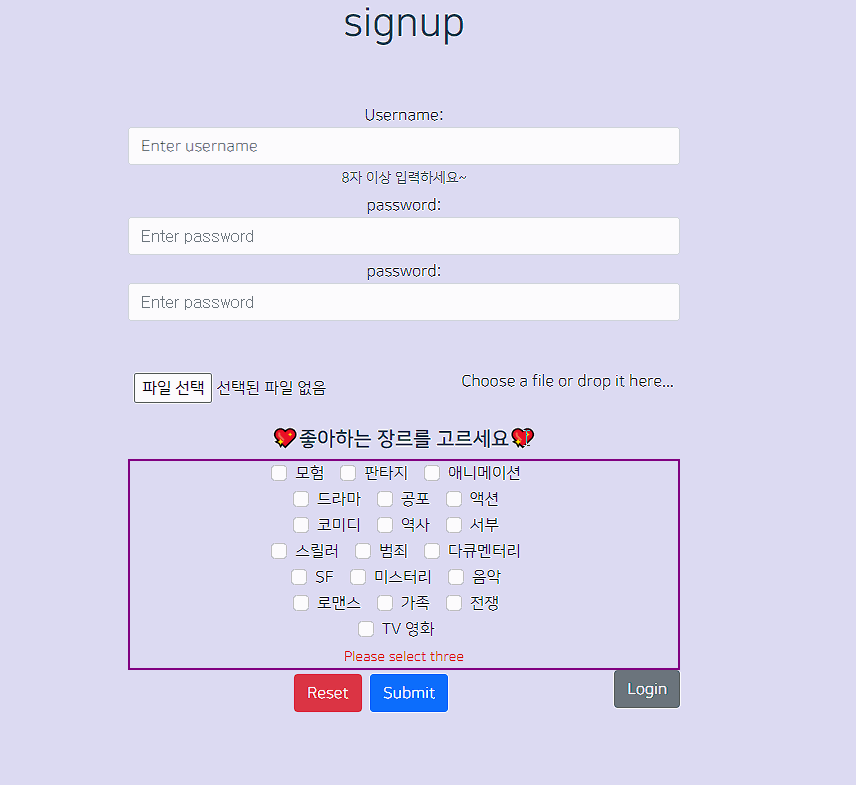 signup
Username:
Enter username
8자 이상 입력하세요~
password:
Enter password
password:
Enter password
파일 선택 선택된 파일 없음 Choose a file or drop it here...
💖좋아하는 장르를 고르세요💘
모험 판타지 애니메이션
드라마 공포 액션
코미디 역사 서부
스릴러 범죄 다큐멘터리
SF 미스터리 음악
로맨스 가족 전쟁
TV 영화
Please select three
Reset Submit Login